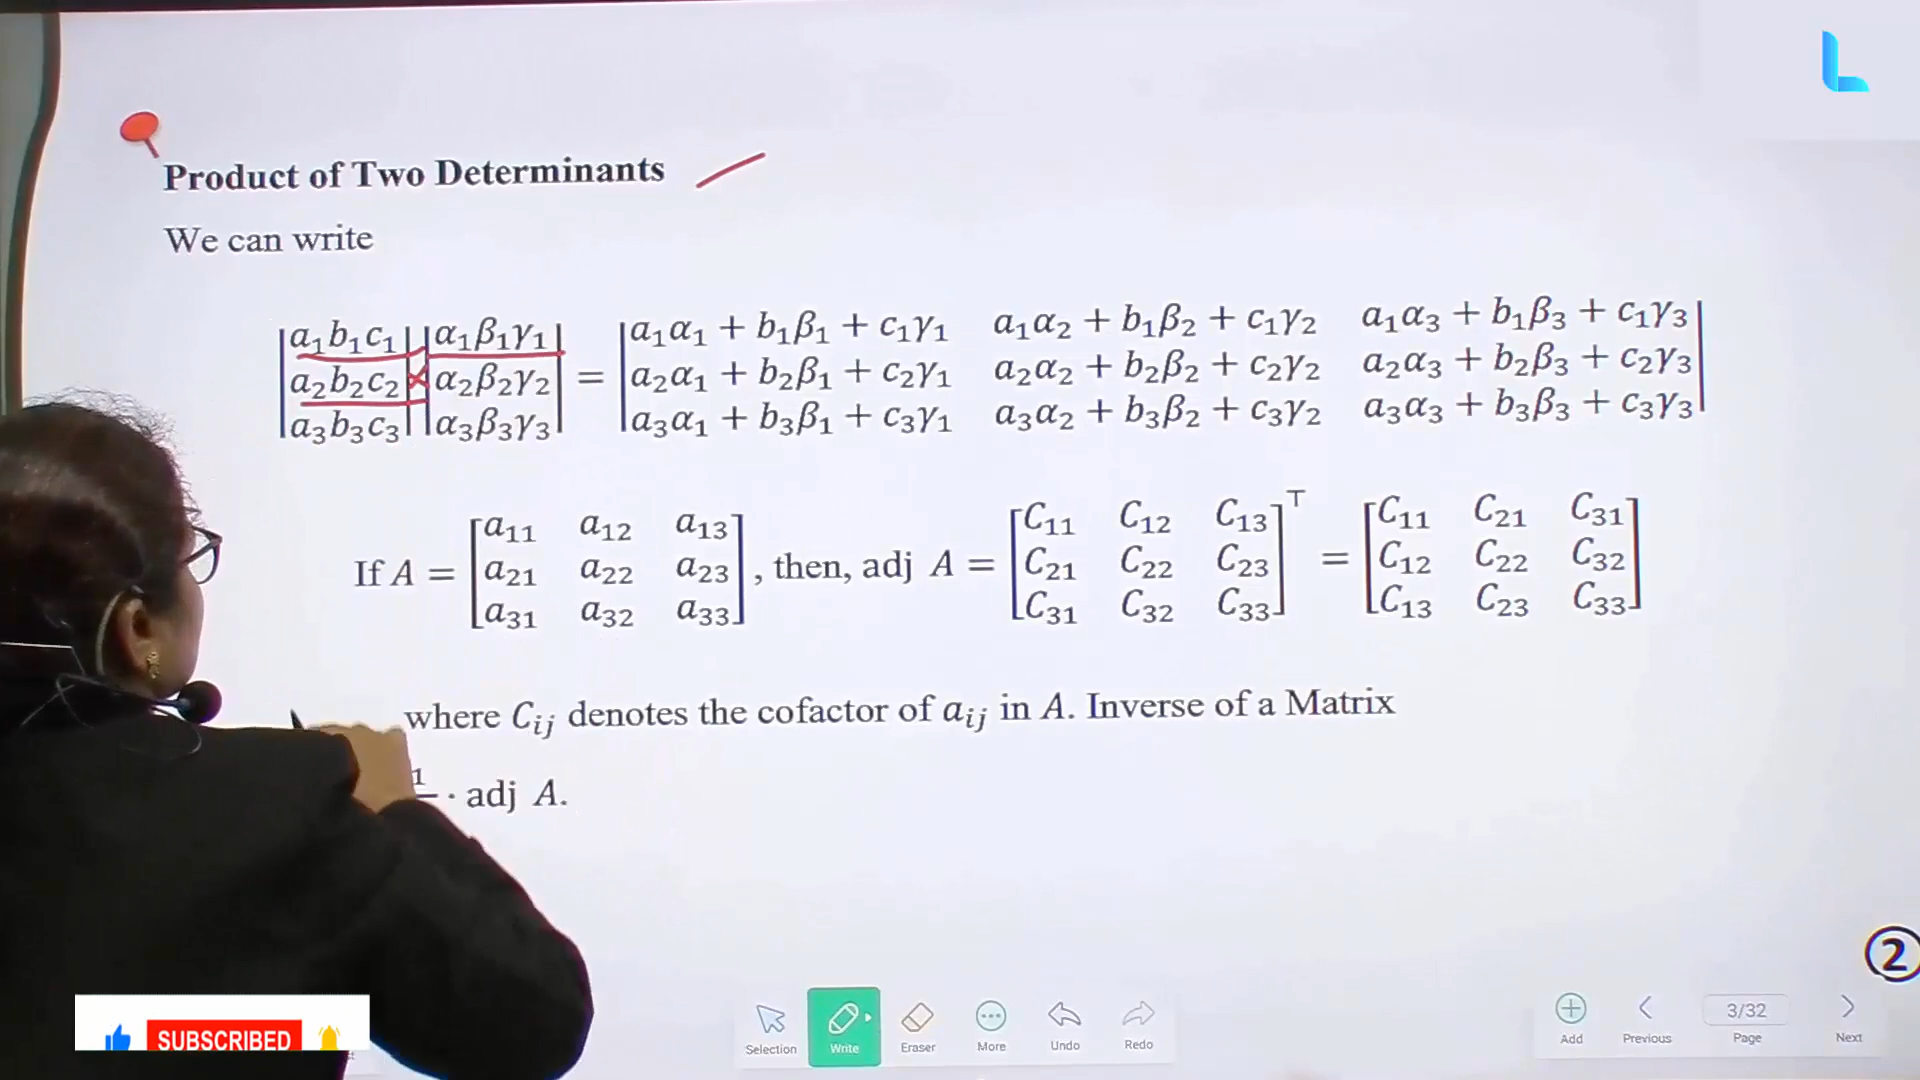 Product of Two Determinants
We can write
|a₁b₁c₁| |α₁β₁γ₁| |a₁α₁ + b₁β₁ + c₁γ₁ a₁α₂ + b₁β₂ + c₁γ₂ a₁α₃ + b₁β₃ + c₁γ₃|
|a₂b₂c₂| × |α₂β₂γ₂| = |a₂α₁ + b₂β₁ + c₂γ₁ a₂α₂ + b₂β₂ + c₂γ₂ a₂α₃ + b₂β₃ + c₂γ₃|
|a₃b₃c₃| |α₃β₃γ₃| |a₃α₁ + b₃β₁ + c₃γ₁ a₃α₂ + b₃β₂ + c₃γ₂ a₃α₃ + b₃β₃ + c₃γ₃|
[a₁₁ a₁₂ a₁₃] [C₁₁ C₁₂ C₁₃]ᵀ [C₁₁ C₂₁ C₃₁]
If A = [a₂₁ a₂₂ a₂₃], then, adj A = [C₂₁ C₂₂ C₂₃] = [C₁₂ C₂₂ C₃₂]
[a₃₁ a₃₂ a₃₃] [C₃₁ C₃₂ C₃₃] [C₁₃ C₂₃ C₃₃]
where Cᵢⱼ denotes the cofactor of aᵢⱼ in A. Inverse of a Matrix
1
· adj A.
2
SUBSCRIBED
Selection Write Eraser More Undo Redo
3/32
Add Previous Page Next